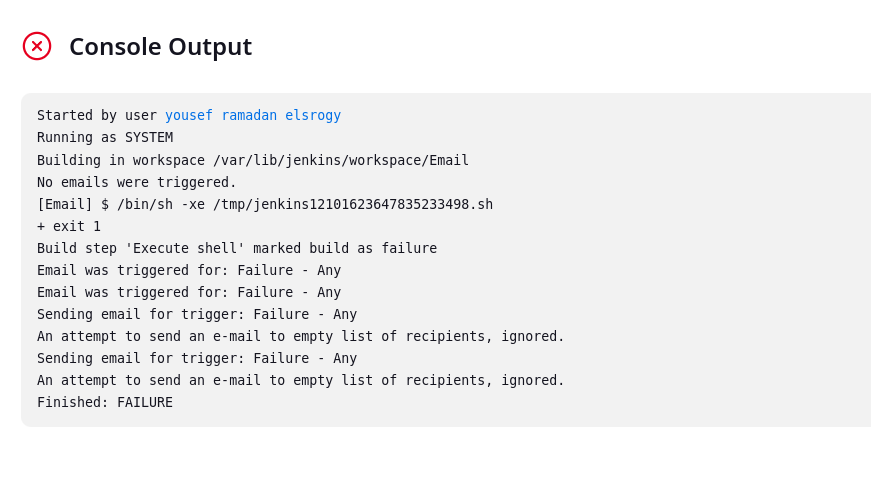 Console Output
Started by user yousef ramadan elsrogy
Running as SYSTEM
Building in workspace /var/lib/jenkins/workspace/Email
No emails were triggered.
[Email] $ /bin/sh -xe /tmp/jenkins12101623647835233498.sh
+ exit 1
Build step 'Execute shell' marked build as failure
Email was triggered for: Failure - Any
Email was triggered for: Failure - Any
Sending email for trigger: Failure - Any
An attempt to send an e-mail to empty list of recipients, ignored.
Sending email for trigger: Failure - Any
An attempt to send an e-mail to empty list of recipients, ignored.
Finished: FAILURE